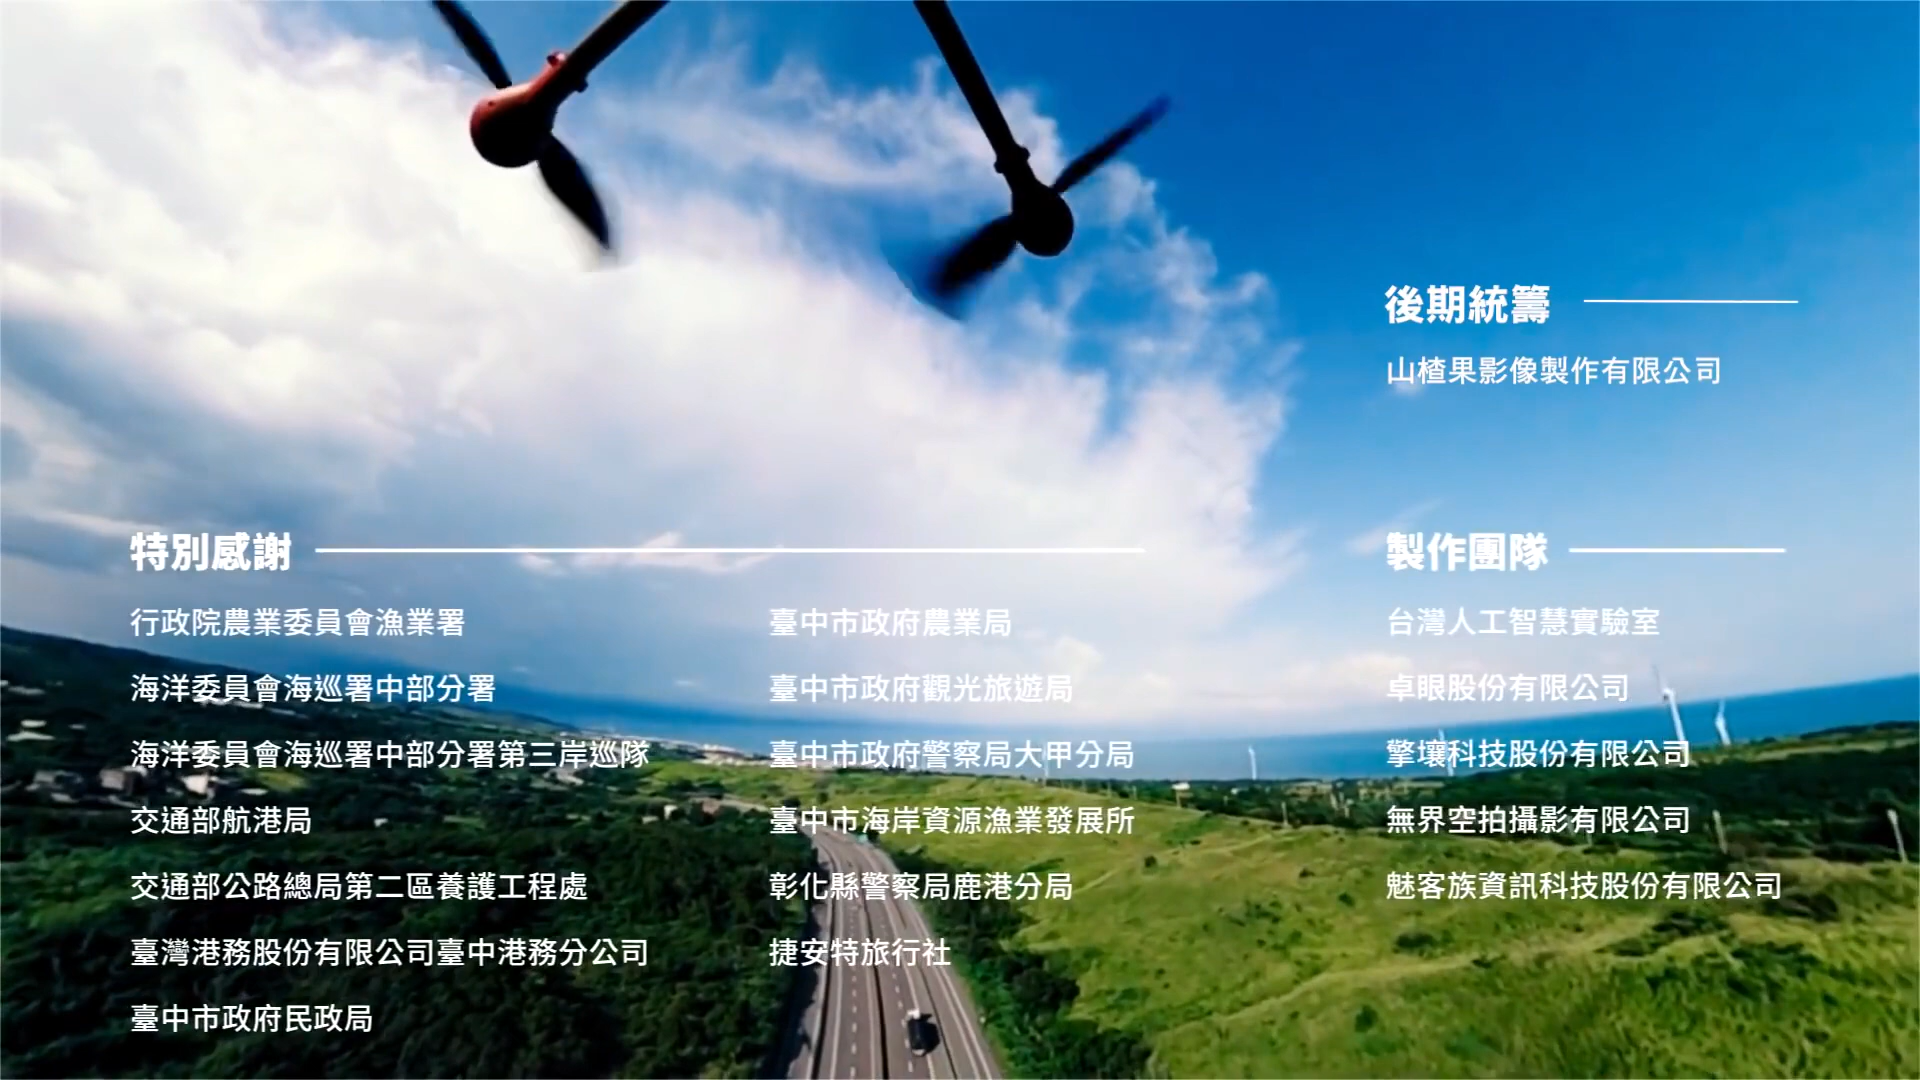 後期統籌
山楂果影像製作有限公司
特別感謝
行政院農業委員會漁業署
海洋委員會海巡署中部分署
海洋委員會海巡署中部分署第三岸巡隊
交通部航港局
交通部公路總局第二區養護工程處
臺灣港務股份有限公司臺中港務分公司
臺中市政府民政局
臺中市政府農業局
臺中市政府觀光旅遊局
臺中市政府警察局大甲分局
臺中市海岸資源漁業發展所
彰化縣警察局鹿港分局
捷安特旅行社
製作團隊
台灣人工智慧實驗室
卓眼股份有限公司
擎壤科技股份有限公司
無界空拍攝影有限公司
魅客族資訊科技股份有限公司